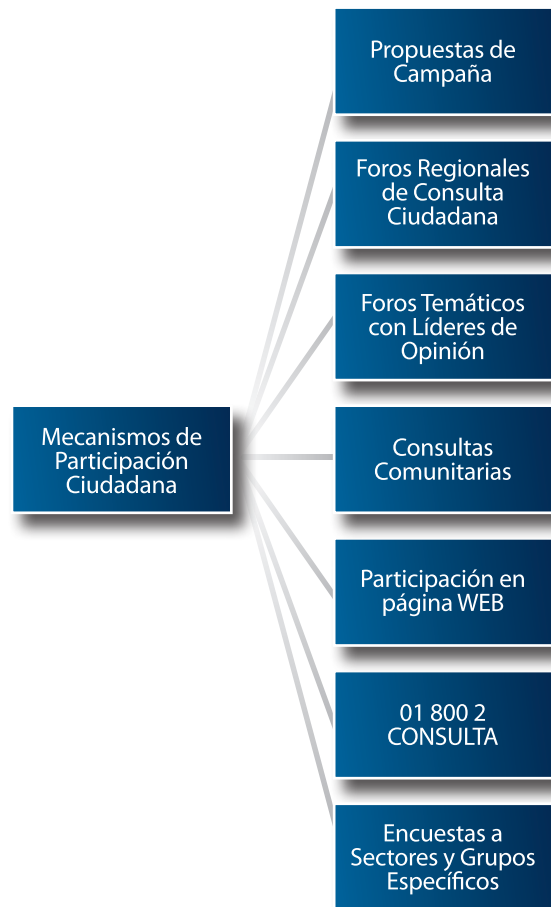 Propuestas de
Campaña
Foros Regionales
de Consulta
Ciudadana
Foros Temáticos
con Líderes de
Opinión
Mecanismos de
Participación
Ciudadana
Consultas
Comunitarias
Participación en
página WEB
01 800 2
CONSULTA
Encuestas a
Sectores y Grupos
Específicos